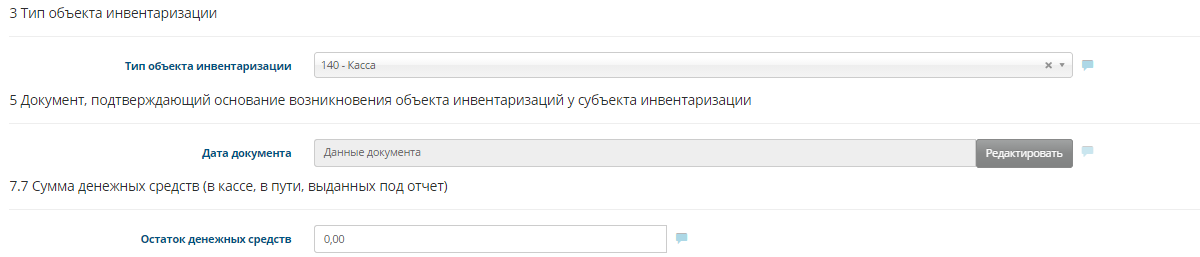 3 Тип объекта инвентаризации
Тип объекта инвентаризации
140 - Касса
5 Документ, подтверждающий основание возникновения объекта инвентаризаций у субъекта инвентаризации
Дата документа
Данные документа
Редактировать
7.7 Сумма денежных средств (в кассе, в пути, выданных под отчет)
Остаток денежных средств
0,00